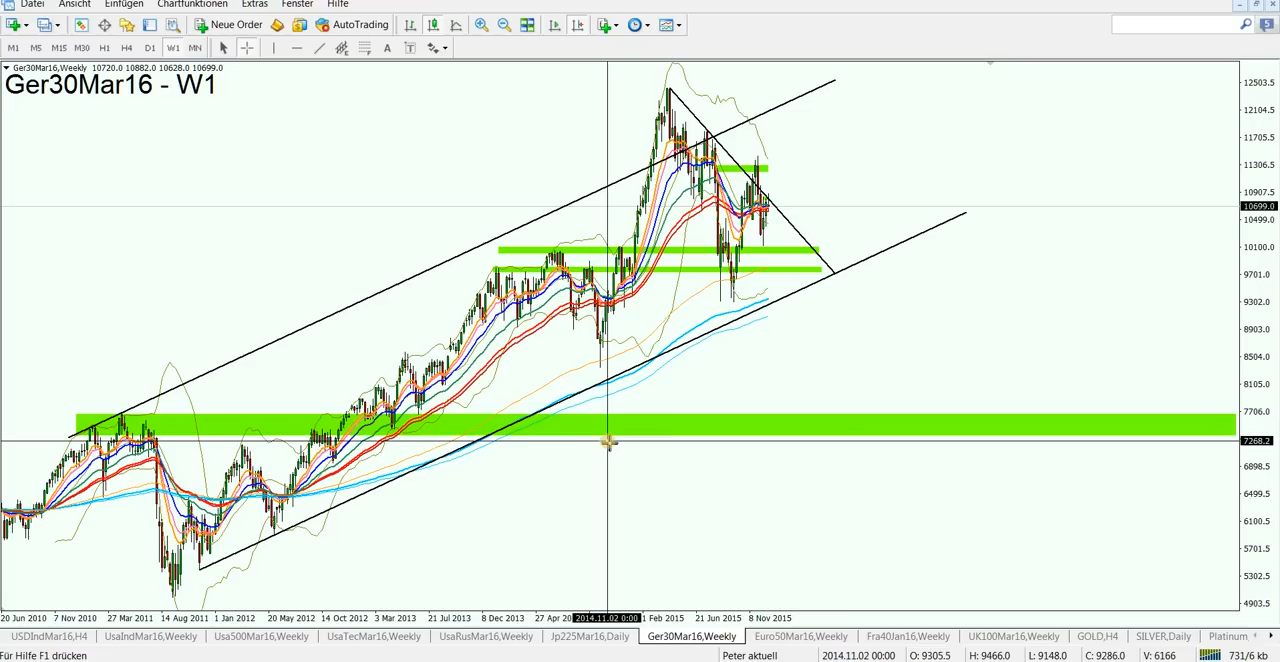 Datei Ansicht Einfügen Chartfunktionen Extras Fenster Hilfe
Neue Order AutoTrading
5
M1 M5 M15 M30 H1 H4 D1 W1 MN A T
Ger30Mar16,Weekly 10720.0 10882.0 10628.0 10699.0
Ger30Mar16 - W1
12503.5
12104.5
11705.5
11306.5
10907.5
10699.0
10499.0
10100.0
9701.0
9302.0
8903.0
8504.0
8105.0
7706.0
7268.2
6898.5
6499.5
6100.5
5701.5
5302.5
4903.5
20 Jun 2010 7 Nov 2010 27 Mar 2011 14 Aug 2011 1 Jan 2012 20 May 2012 14 Oct 2012 3 Mar 2013 21 Jul 2013 8 Dec 2013 27 Apr 20 2014.11.02 0:00 1 Feb 2015 21 Jun 2015 8 Nov 2015
USDIndMar16,H4 UsaIndMar16,Weekly Usa500Mar16,Weekly UsaTecMar16,Weekly UsaRusMar16,Weekly Jp225Mar16,Daily Ger30Mar16,Weekly Euro50Mar16,Weekly Fra40Jan16,Weekly UK100Mar16,Weekly GOLD,H4 SILVER,Daily Platinum
Für Hilfe F1 drücken Peter aktuell 2014.11.02 00:00 O: 9305.5 H: 9466.0 L: 9148.0 C: 9286.0 V: 6166 731/6 kb